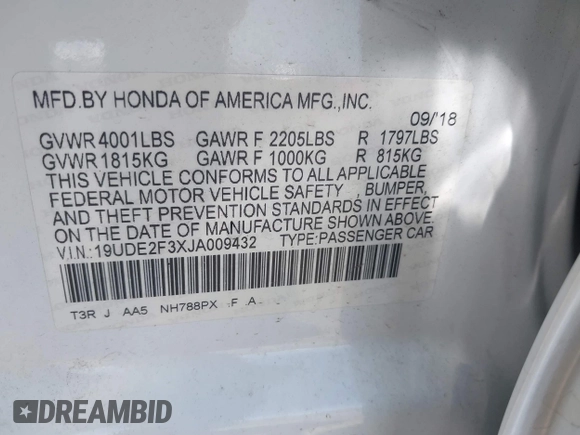 MFD.BY HONDA OF AMERICA MFG.,INC.
09/'18
GVWR 4001LBS GAWR F 2205LBS R 1797LBS
GVWR 1815KG GAWR F 1000KG R 815KG
THIS VEHICLE CONFORMS TO ALL APPLICABLE
FEDERAL MOTOR VEHICLE SAFETY , BUMPER,
AND THEFT PREVENTION STANDARDS IN EFFECT
ON THE DATE OF MANUFACTURE SHOWN ABOVE.
V.I.N.:19UDE2F3XJA009432 TYPE:PASSENGER CAR
T3R J AA5 NH788PX F A
DREAMBID